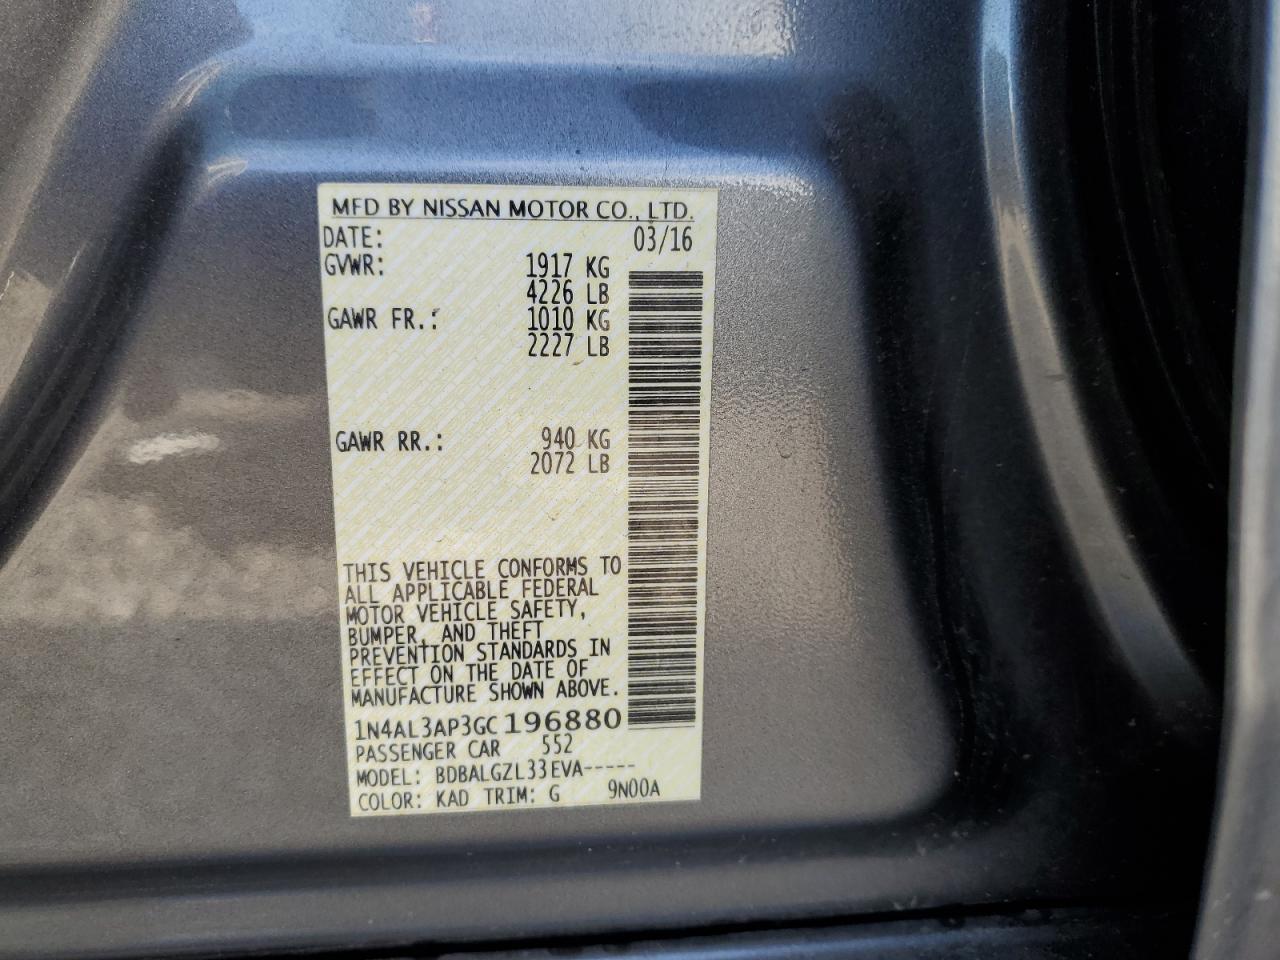 MFD BY NISSAN MOTOR CO., LTD.
DATE: 03/16
GVWR: 1917 KG
4226 LB
GAWR FR.: 1010 KG
2227 LB
GAWR RR.: 940 KG
2072 LB
THIS VEHICLE CONFORMS TO
ALL APPLICABLE FEDERAL
MOTOR VEHICLE SAFETY,
BUMPER, AND THEFT
PREVENTION STANDARDS IN
EFFECT ON THE DATE OF
MANUFACTURE SHOWN ABOVE.
1N4AL3AP3GC196880
PASSENGER CAR 552
MODEL: BDBALGZL33EVA-----
COLOR: KAD TRIM: G 9N00A